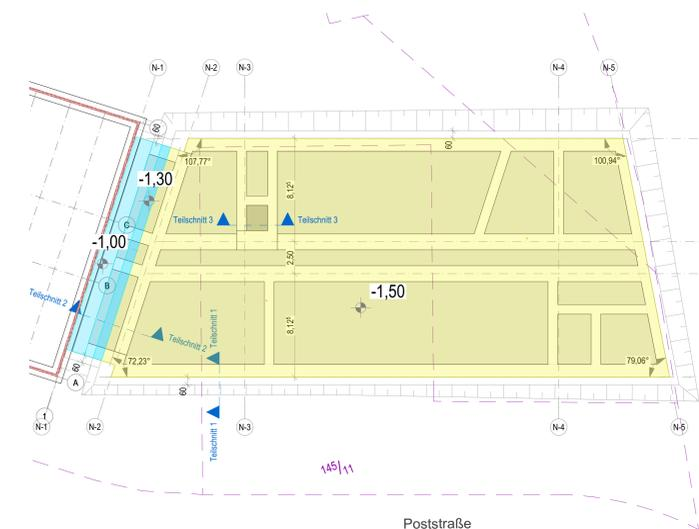 N-1
N-2
N-3
N-4
N-5
60
60
107,77°
100,94°
-1,30
8,12⁵
C
Teilschnitt 3
Teilschnitt 3
-1,00
2,50
B
-1,50
Teilschnitt 2
Teilschnitt 1
8,12⁵
Teilschnitt 2
72,23°
79,06°
60
A
60
1
N-1
N-2
N-3
N-4
N-5
Teilschnitt 1
145/11
Poststraße